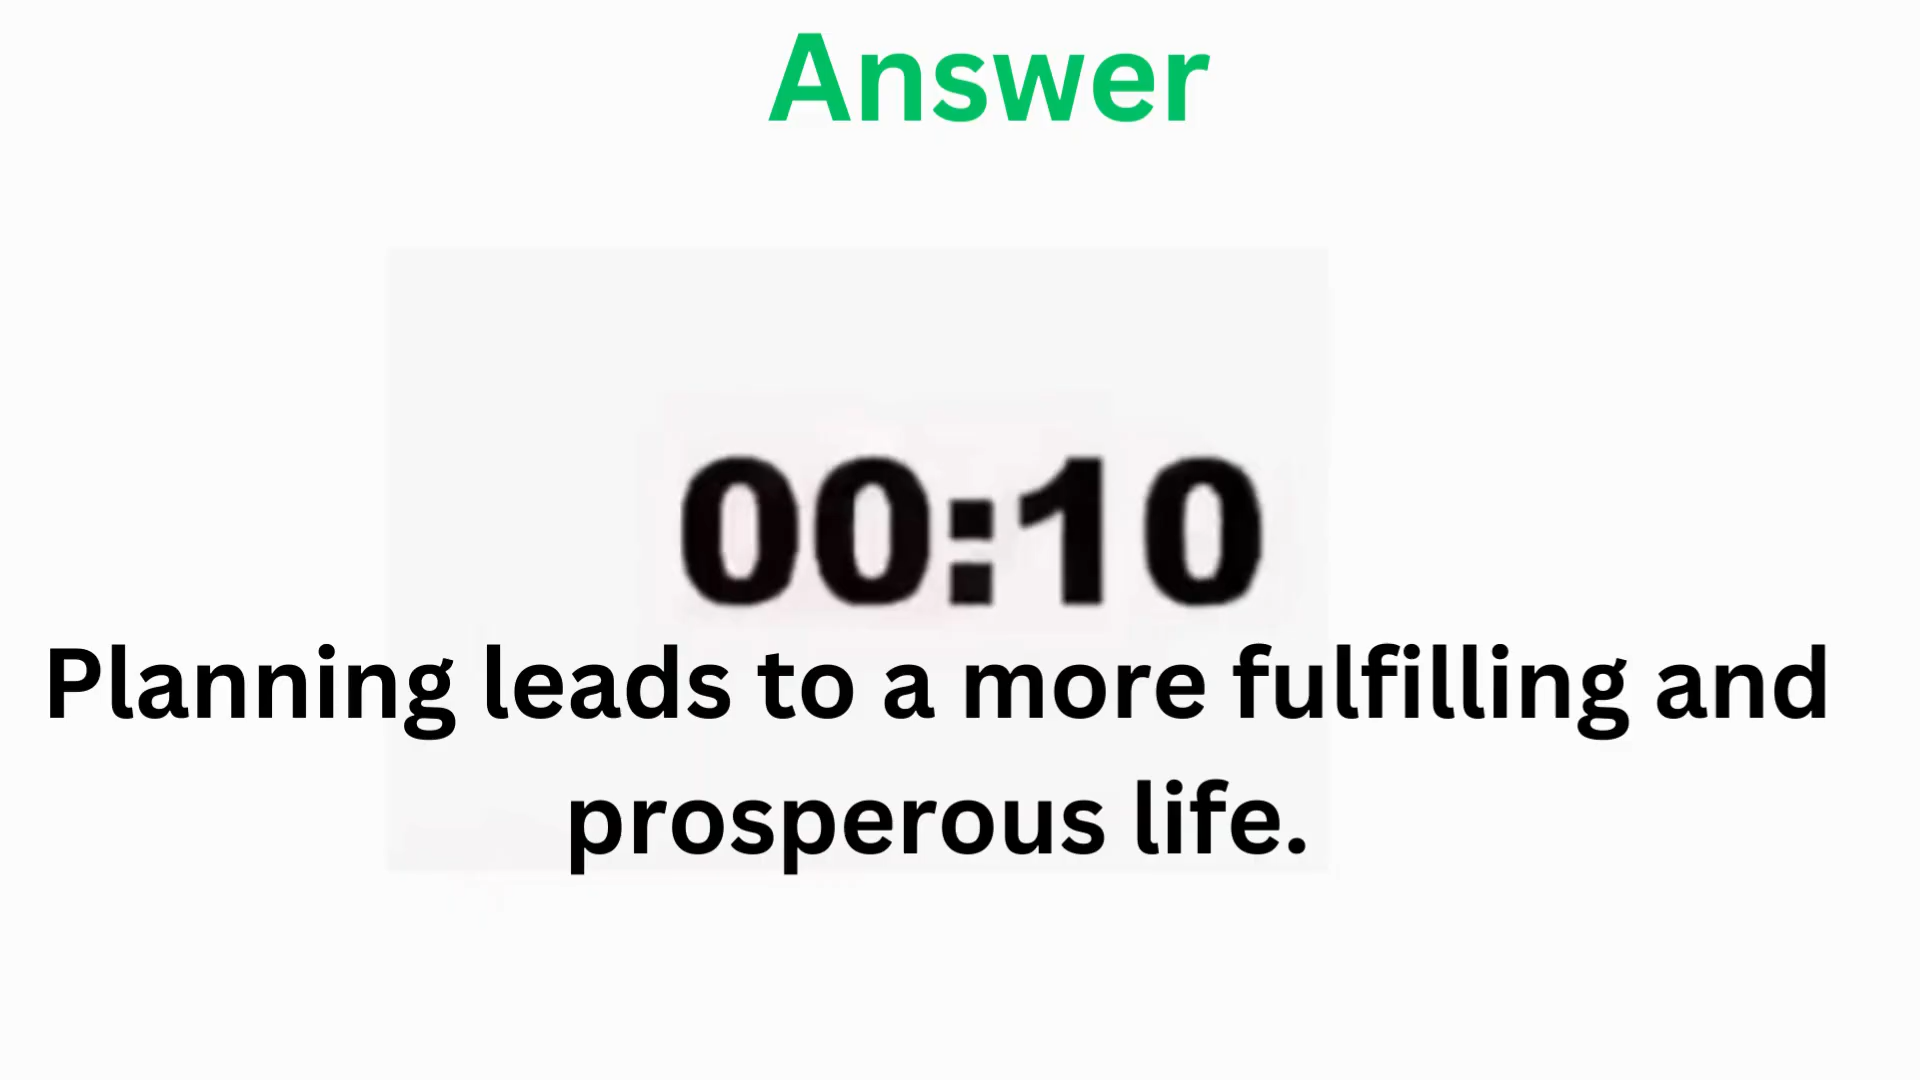 Answer
00:10
Planning leads to a more fulfilling and
prosperous life.